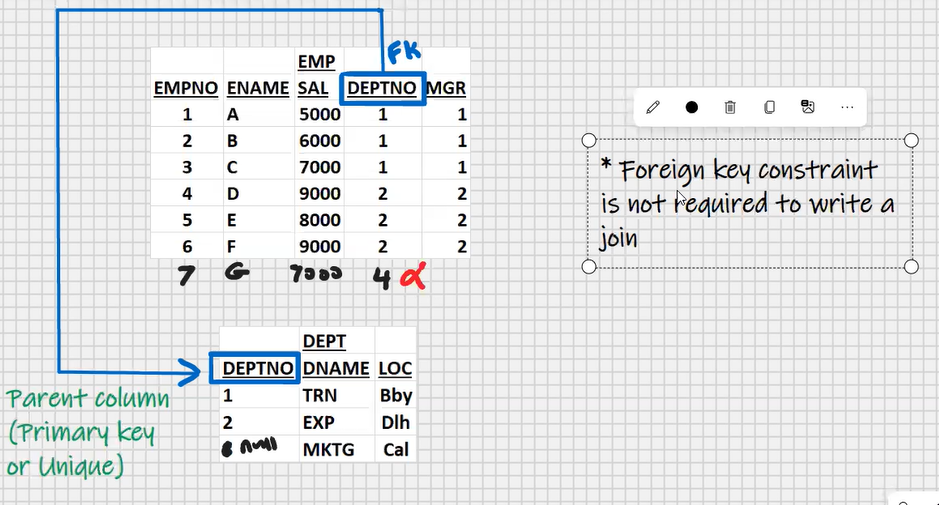 FK
EMP
EMPNO ENAME SAL DEPTNO MGR
1 A 5000 1 1
2 B 6000 1 1
3 C 7000 1 1
4 D 9000 2 2
5 E 8000 2 2
6 F 9000 2 2
7 G 7000 4
* Foreign key constraint
is not required to write a
join
DEPT
DEPTNO DNAME LOC
1 TRN Bby
2 EXP Dlh
null MKTG Cal
Parent column
(Primary key
or Unique)